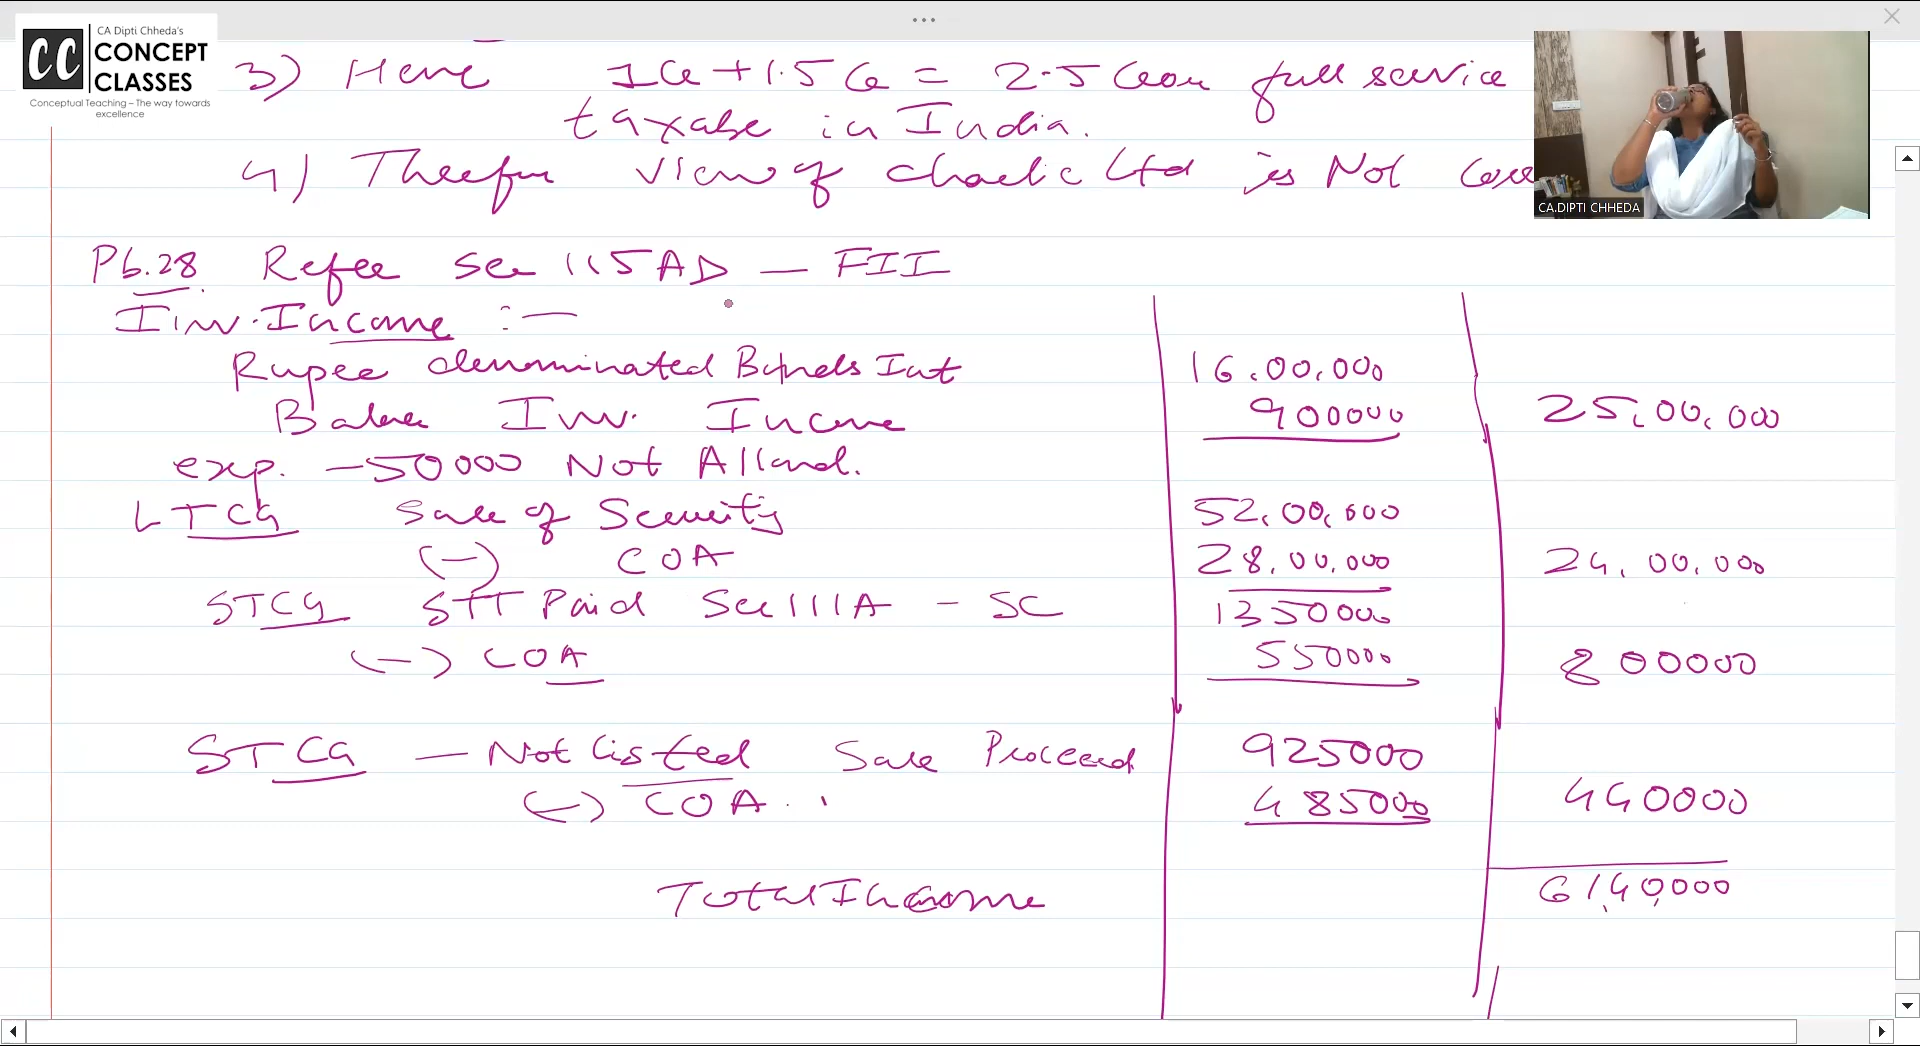 CC
CA Dipti Chheda's
CONCEPT
CLASSES
Conceptual Teaching – The way towards
excellence
CA.DIPTI CHHEDA
3) Here 1Cr + 1.5 Cr = 2.5 Crore full service
taxable in India.
4) Therefore view of Ltd is Not
Pb.28 Refer Sec 115AD — FII
Inv. Income :—
Rupee denominated Bonds Int 16,00,000
Balance Inv. Income 900000 25,00,000
exp. — 50000 Not Allowed.
LTCG Sale of Security 52,00,000
(-) COA 28,00,000 24,00,000
STCG STT Paid Sec 111A - SC 1350000
(-) COA 550000 800000
STCG — Not Listed Sale Proceed 925000
(-) COA 485000 440000
Total Income 6140000